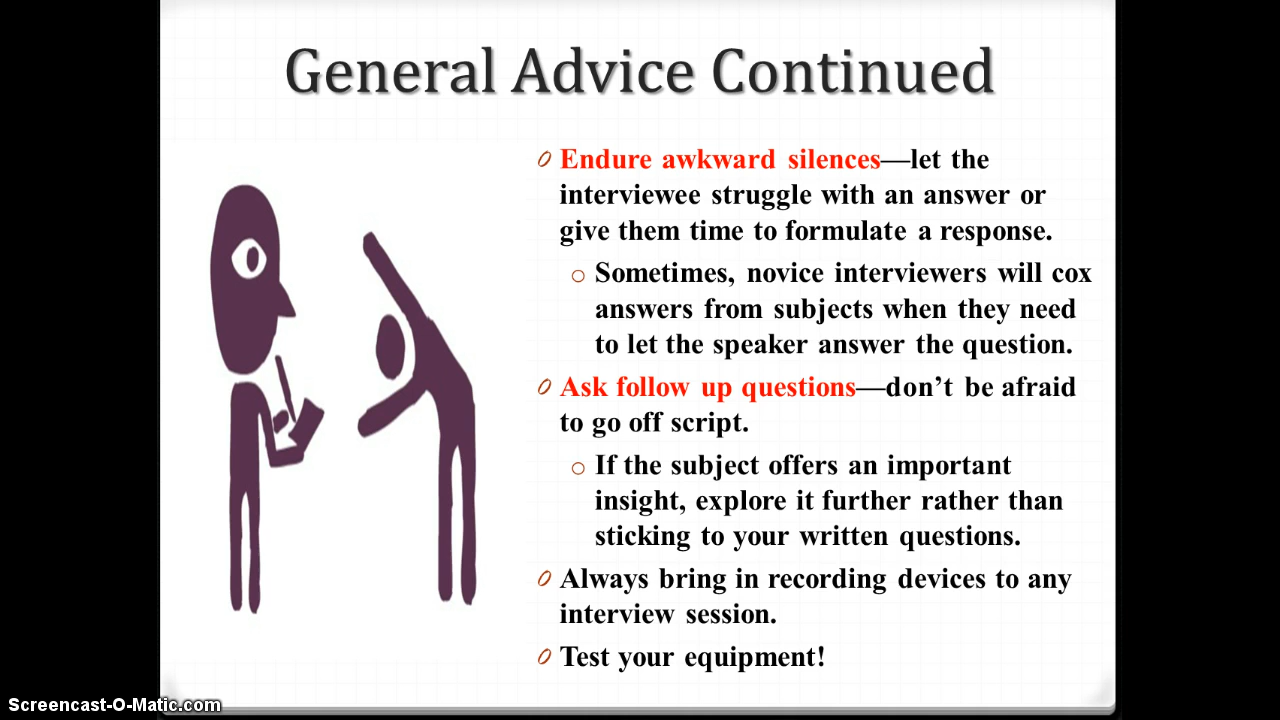 General Advice Continued
Endure awkward silences—let the
interviewee struggle with an answer or
give them time to formulate a response.
Sometimes, novice interviewers will cox
answers from subjects when they need
to let the speaker answer the question.
Ask follow up questions—don't be afraid
to go off script.
If the subject offers an important
insight, explore it further rather than
sticking to your written questions.
Always bring in recording devices to any
interview session.
Test your equipment!
Screencast-O-Matic.com